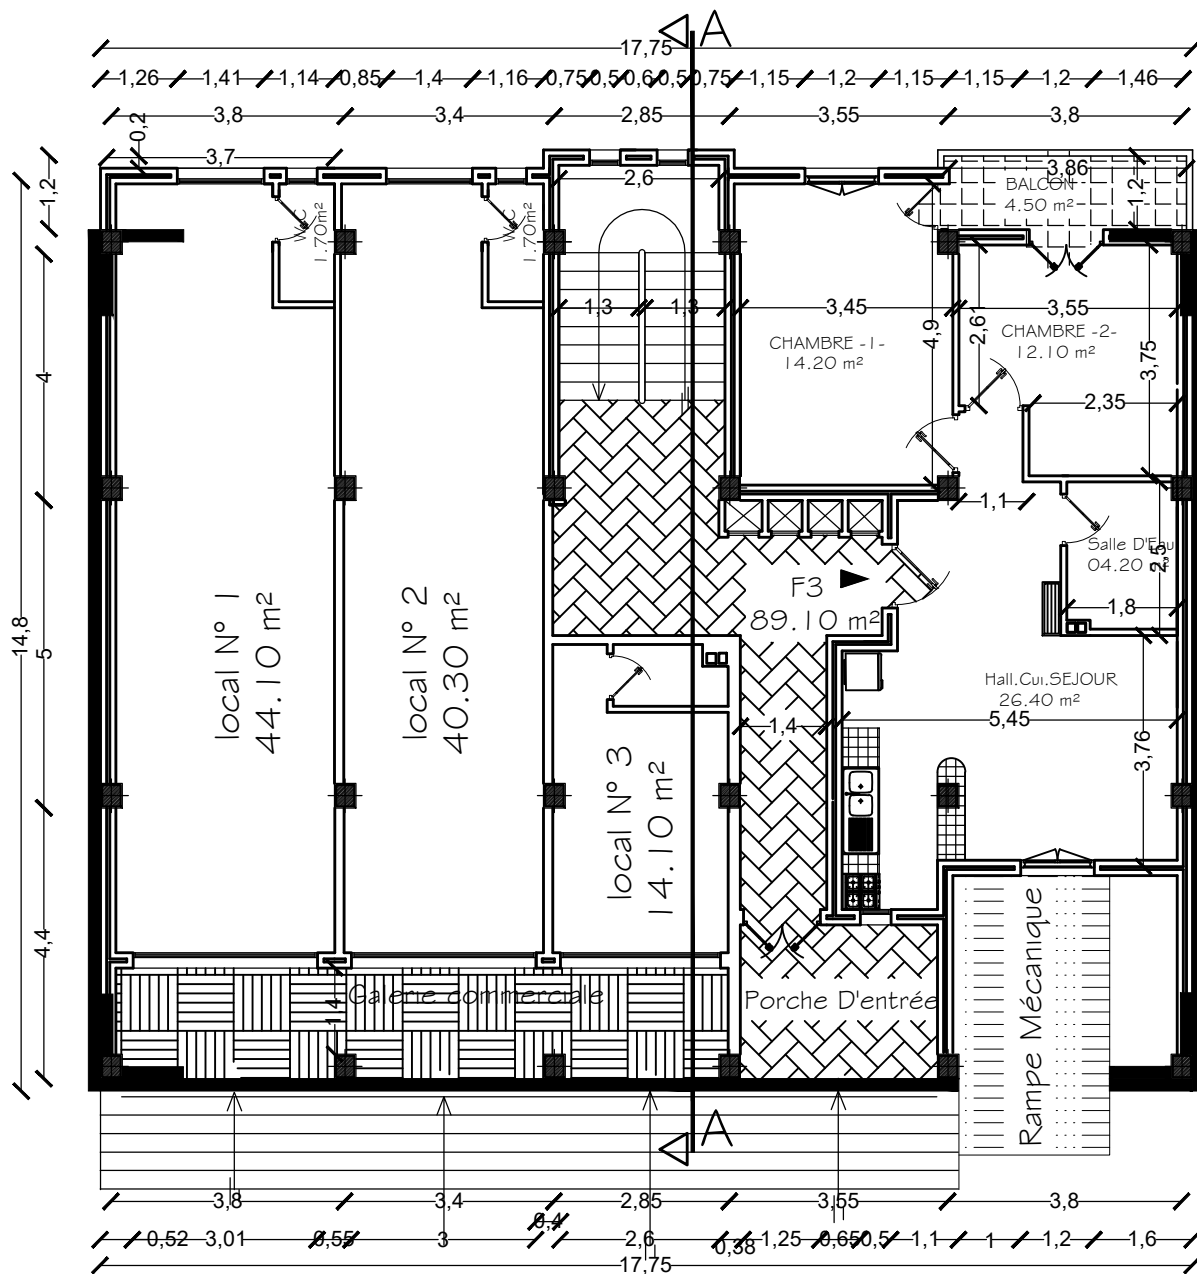 A
17,75
1,26 1,41 1,14 0,85 1,4 1,16 0,75 0,5 0,6 0,5 0,75 1,15 1,2 1,15 1,15 1,2 1,46
3,8 3,4 2,85 3,55 3,8
0,2
3,7
2,6
3,86
BALCON
4.50 m²
1,2
1,2
WC
1.70m²
WC
1.70m²
1,3 1,3 3,45 3,55
4,9
2,61
CHAMBRE -1-
14.20 m²
CHAMBRE -2-
12.10 m²
3,75
2,35
4
1,1
Salle D'Eau
04.20 m²
2,5
1,8
F3
89.10 m²
14,8
5
local N° 1
44.10 m²
local N° 2
40.30 m²
Hall.Cui.SEJOUR
26.40 m²
5,45
1,4
3,76
local N° 3
14.10 m²
4,4
1,4
Galerie commerciale
Porche D'entrée
Rampe Mécanique
A
3,8 3,4 2,85 3,55 3,8
0,4
0,52 3,01 0,55 3 2,6 0,38 1,25 0,65 0,5 1,1 1 1,2 1,6
17,75